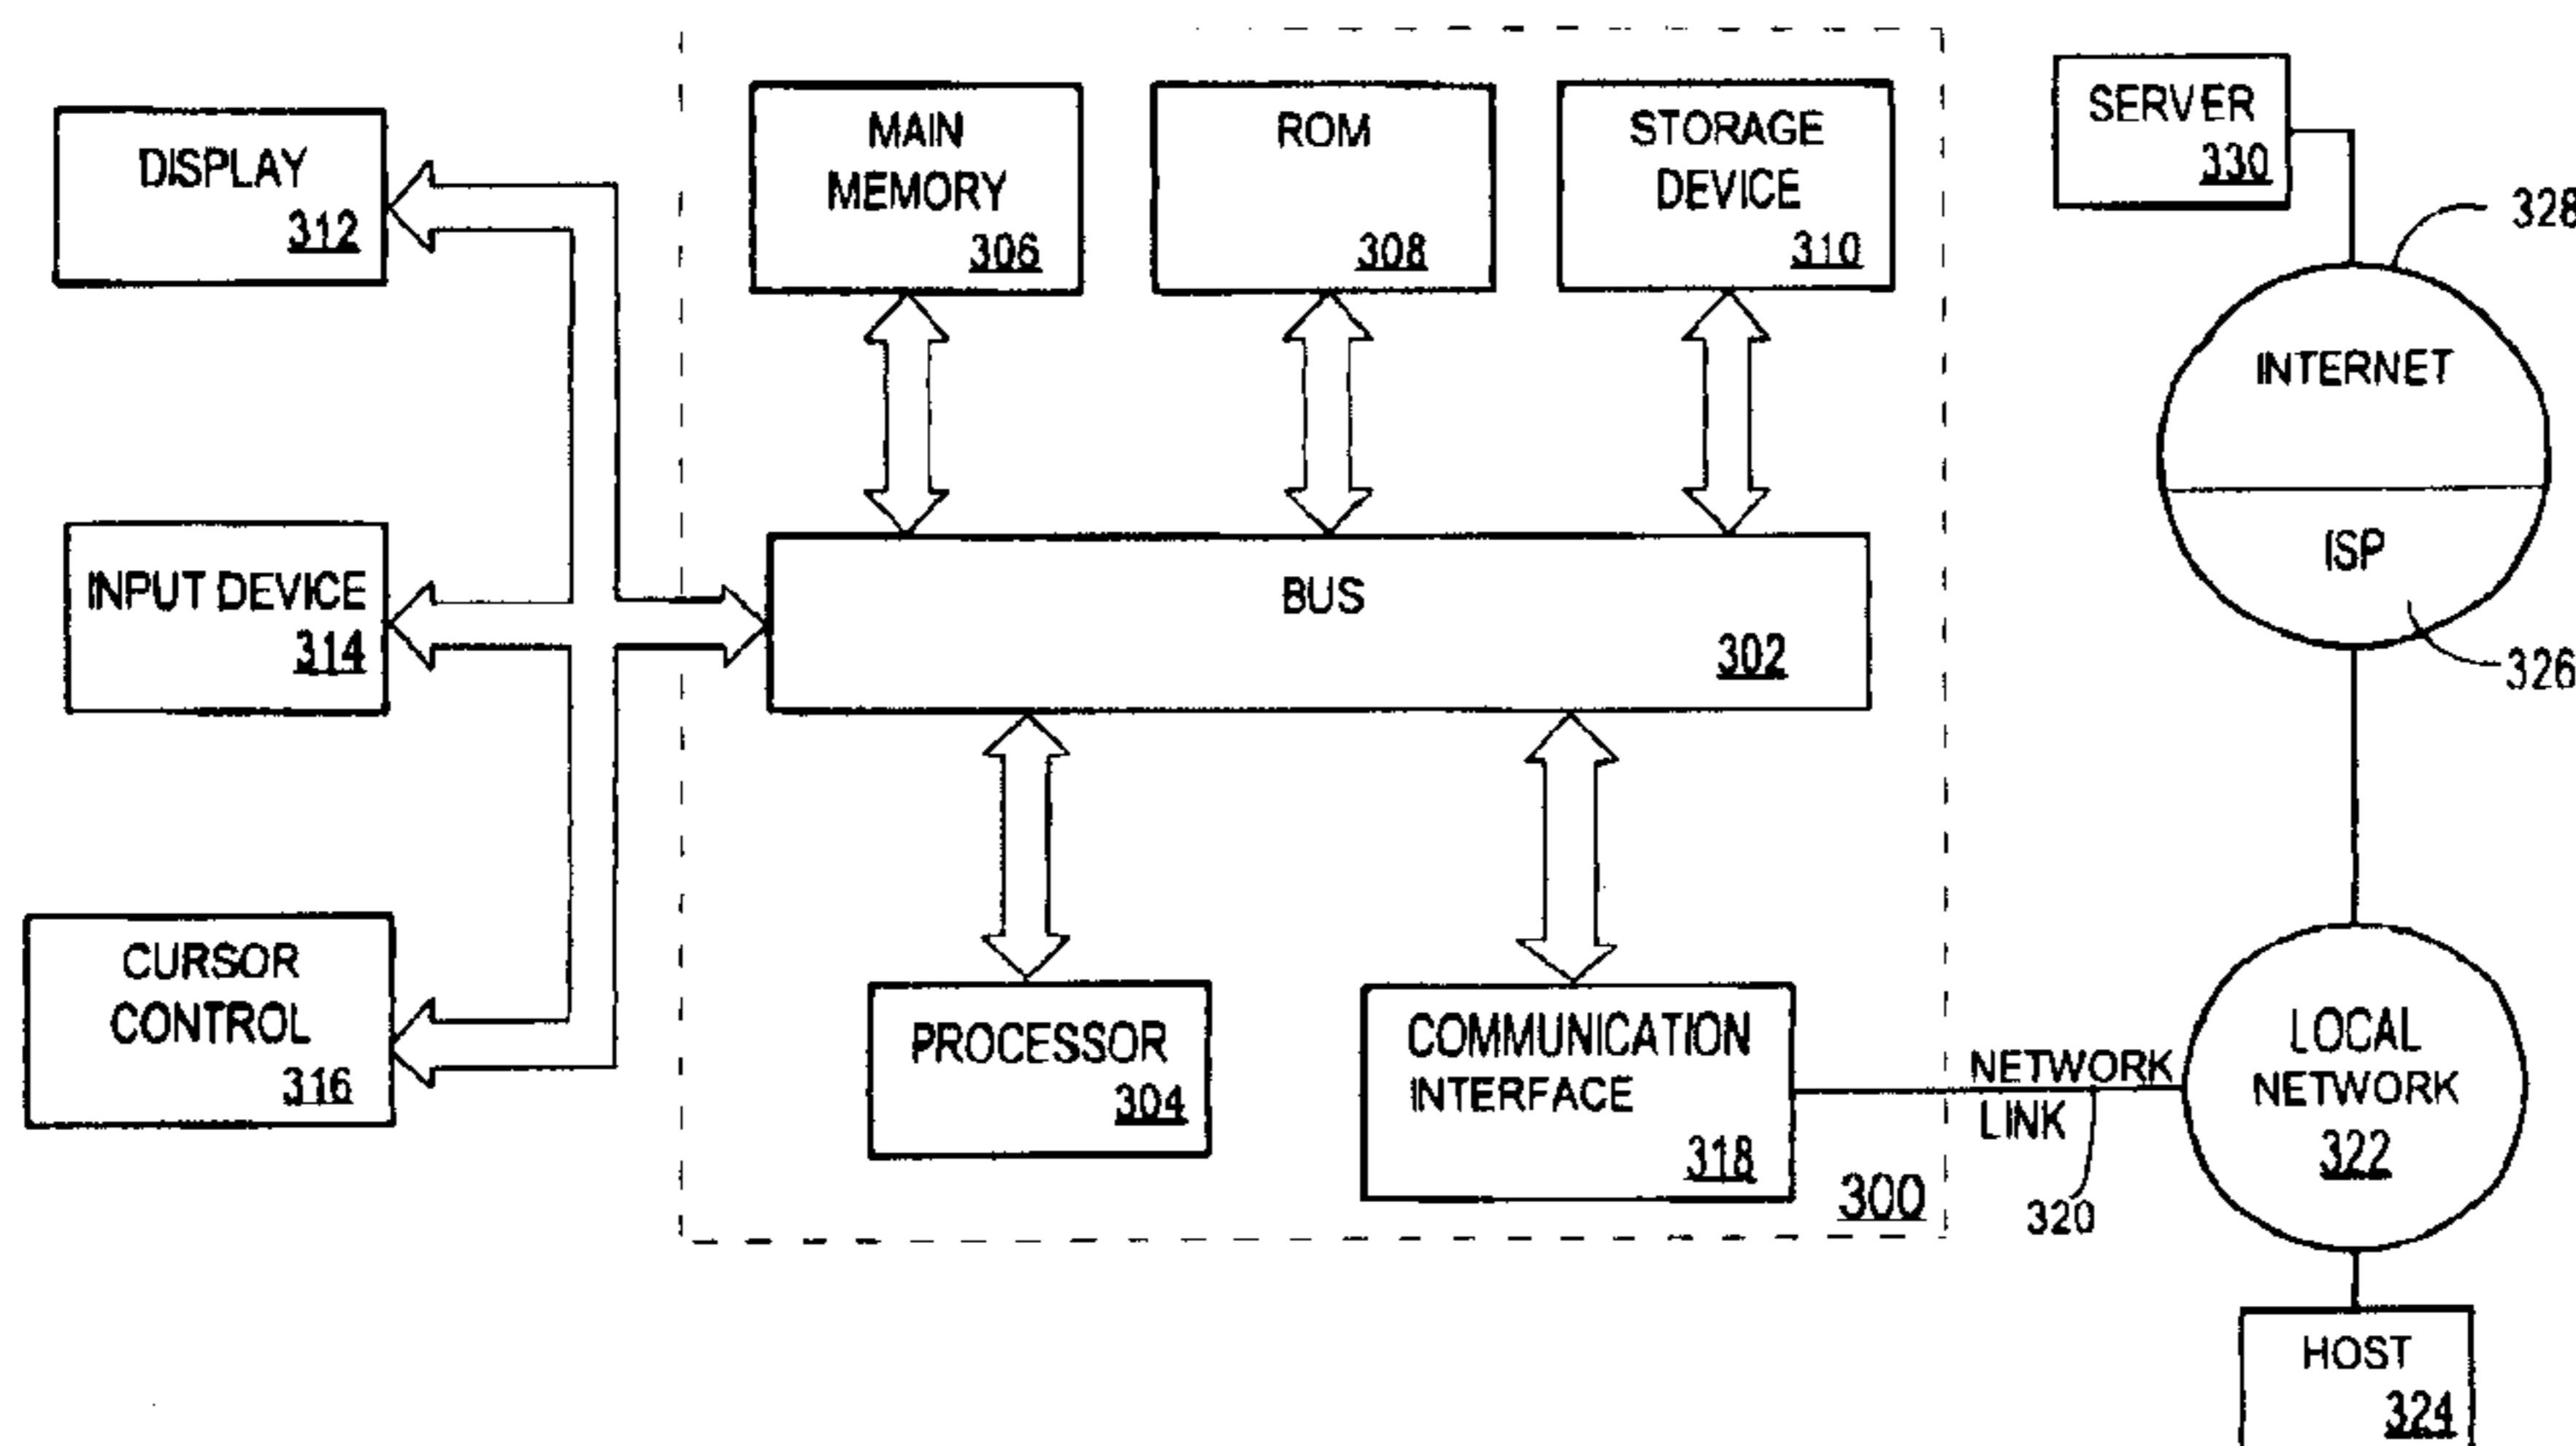 DISPLAY
312
INPUT DEVICE
314
CURSOR
CONTROL
316
MAIN
MEMORY
306
ROM
308
STORAGE
DEVICE
310
BUS
302
PROCESSOR
304
COMMUNICATION
INTERFACE
318
300
SERVER
330
328
INTERNET
ISP
326
NETWORK
LINK
320
LOCAL
NETWORK
322
HOST
324